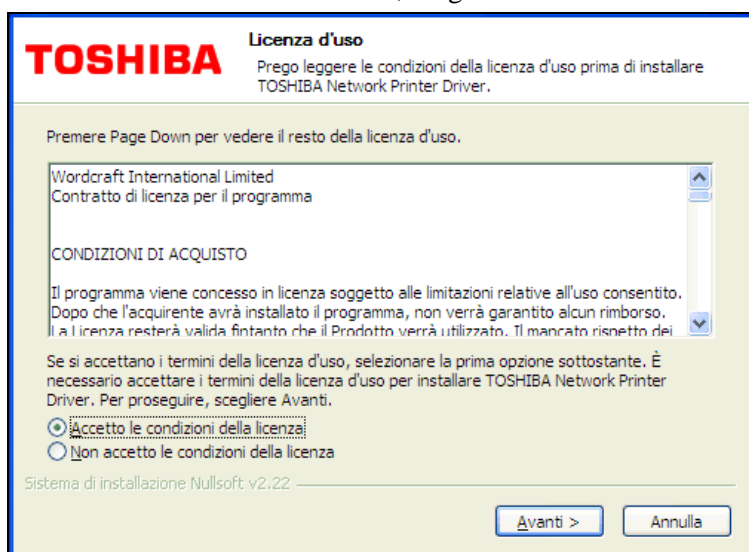 TOSHIBA
Licenza d'uso
Prego leggere le condizioni della licenza d'uso prima di installare
TOSHIBA Network Printer Driver.
Premere Page Down per vedere il resto della licenza d'uso.
Wordcraft International Limited
Contratto di licenza per il programma
CONDIZIONI DI ACQUISTO
Il programma viene concesso in licenza soggetto alle limitazioni relative all'uso consentito.
Dopo che l'acquirente avrà installato il programma, non verrà garantito alcun rimborso.
La Licenza resterà valida fintanto che il Prodotto verrà utilizzato. Il mancato rispetto dei
Se si accettano i termini della licenza d'uso, selezionare la prima opzione sottostante. È
necessario accettare i termini della licenza d'uso per installare TOSHIBA Network Printer
Driver. Per proseguire, scegliere Avanti.
Accetto le condizioni della licenza
Non accetto le condizioni della licenza
Sistema di installazione Nullsoft v2.22
Avanti >
Annulla